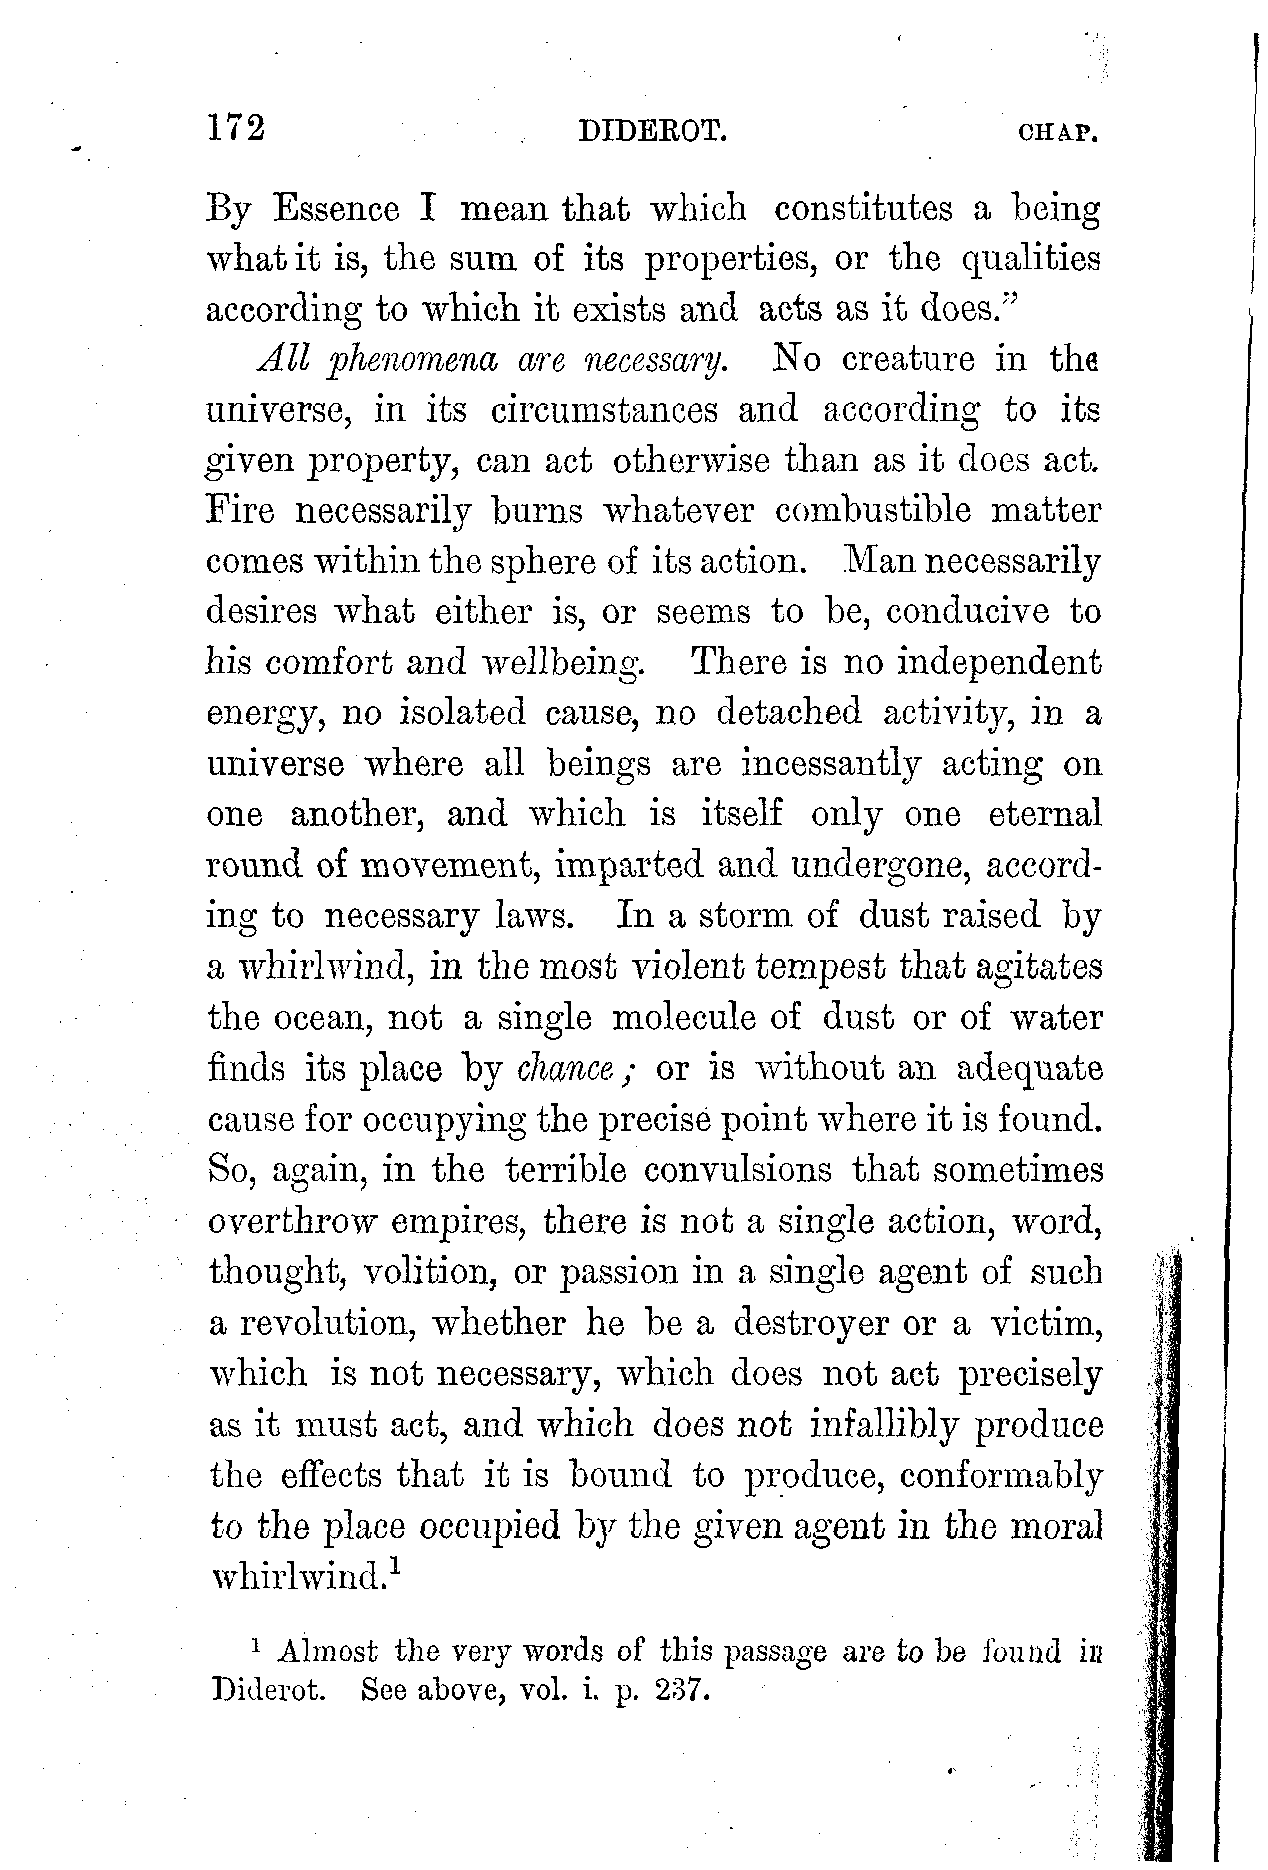 172 DIDEROT. CHAP.
By Essence I mean that which constitutes a being
what it is, the sum of its properties, or the qualities
according to which it exists and acts as it does.”
All phenomena are necessary. No creature in the
universe, in its circumstances and according to its
given property, can act otherwise than as it does act.
Fire necessarily burns whatever combustible matter
comes within the sphere of its action. Man necessarily
desires what either is, or seems to be, conducive to
his comfort and wellbeing. There is no independent
energy, no isolated cause, no detached activity, in a
universe where all beings are incessantly acting on
one another, and which is itself only one eternal
round of movement, imparted and undergone, accord-
ing to necessary laws. In a storm of dust raised by
a whirlwind, in the most violent tempest that agitates
the ocean, not a single molecule of dust or of water
finds its place by chance; or is without an adequate
cause for occupying the precise point where it is found.
So, again, in the terrible convulsions that sometimes
overthrow empires, there is not a single action, word,
thought, volition, or passion in a single agent of such
a revolution, whether he be a destroyer or a victim,
which is not necessary, which does not act precisely
as it must act, and which does not infallibly produce
the effects that it is bound to produce, conformably
to the place occupied by the given agent in the moral
whirlwind.¹
¹ Almost the very words of this passage are to be found in
Diderot. See above, vol. i. p. 237.